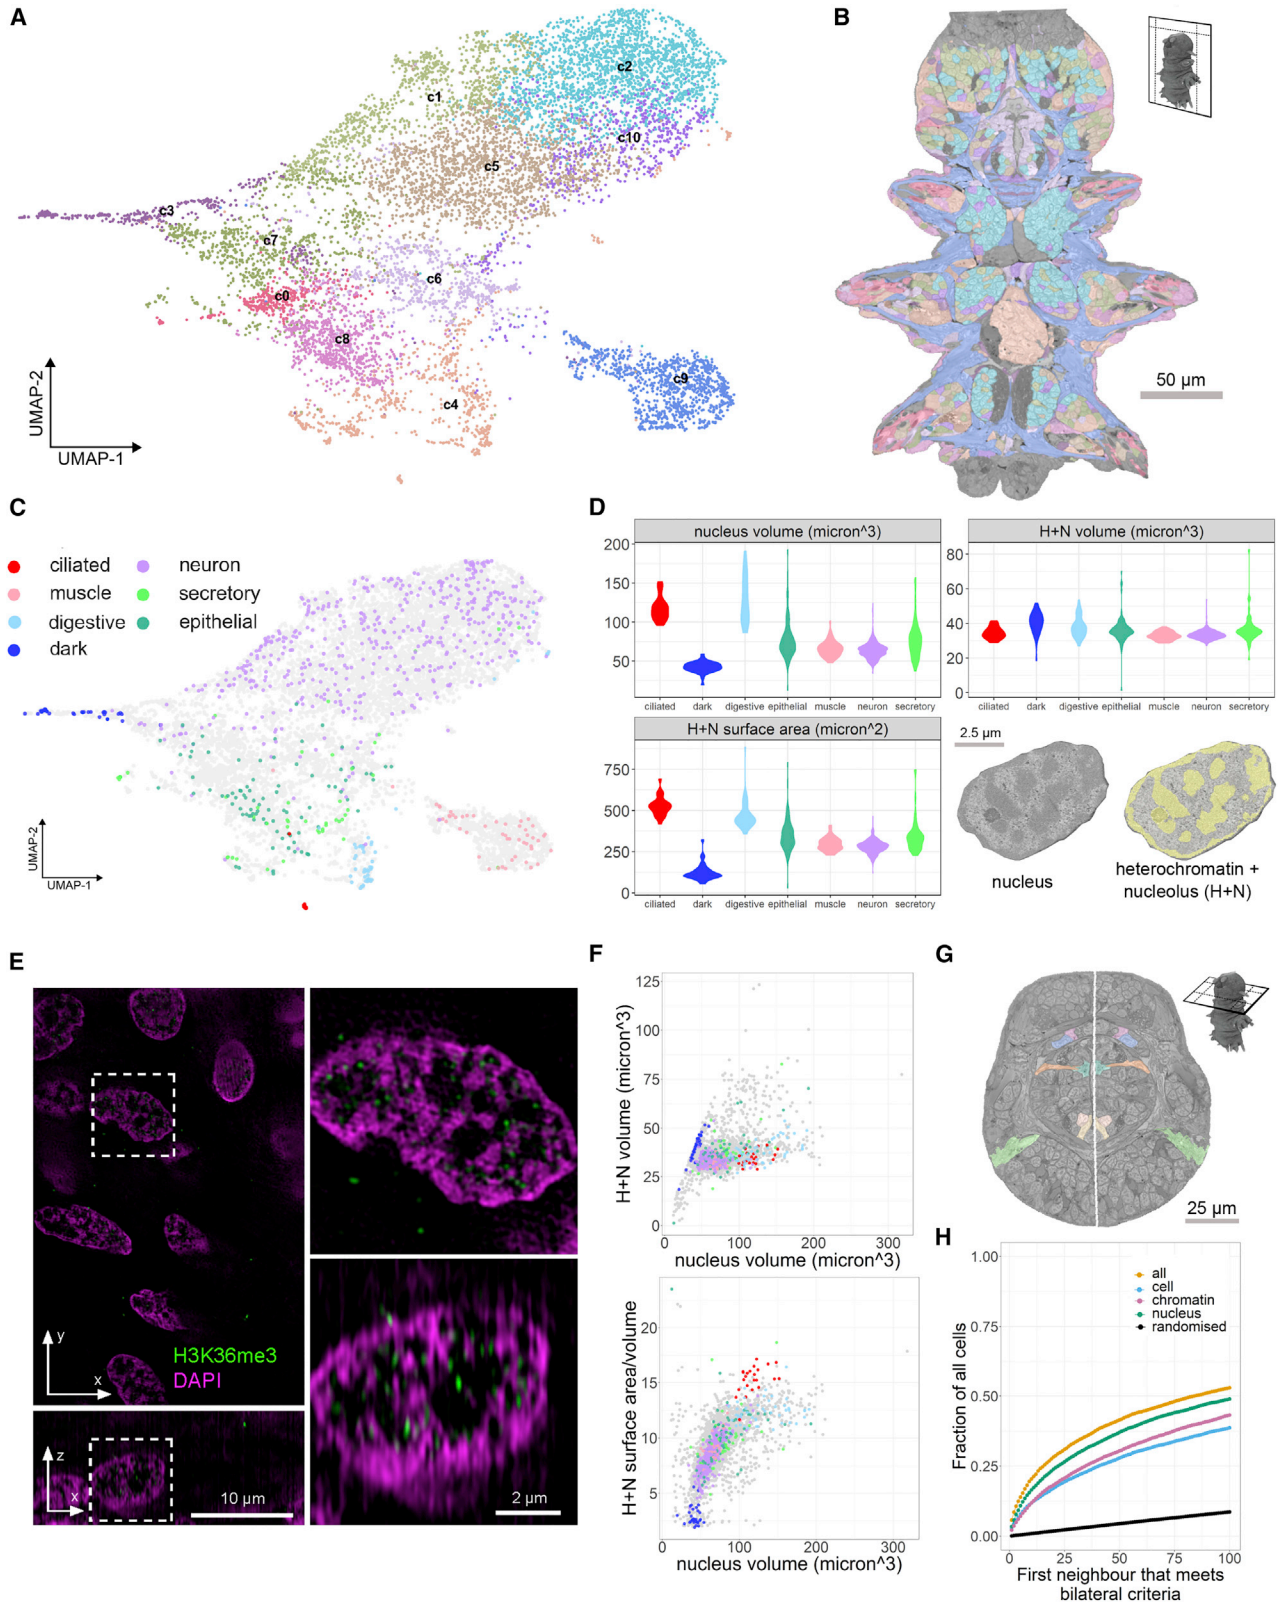 A
c2
c1
c10
c5
c3
c7
c6
c0
c8
c9
c4
UMAP-2
UMAP-1
B
50 µm
C
ciliated
muscle
digestive
dark
neuron
secretory
epithelial
UMAP-2
UMAP-1
D
nucleus volume (micron^3)
200
150
100
50
ciliated dark digestive epithelial muscle neuron secretory
H+N volume (micron^3)
80
60
40
20
0
ciliated dark digestive epithelial muscle neuron secretory
H+N surface area (micron^2)
750
500
250
0
ciliated dark digestive epithelial muscle neuron secretory
2.5 µm
nucleus
heterochromatin +
nucleolus (H+N)
E
y
x
H3K36me3
DAPI
z
x
10 µm
2 µm
F
H+N volume (micron^3)
125
100
75
50
25
0
0 100 200 300
nucleus volume (micron^3)
H+N surface area/volume
20
15
10
5
0 100 200 300
nucleus volume (micron^3)
G
25 µm
H
Fraction of all cells
1.00
0.75
0.50
0.25
0.00
all
cell
chromatin
nucleus
randomised
0 25 50 75 100
First neighbour that meets
bilateral criteria